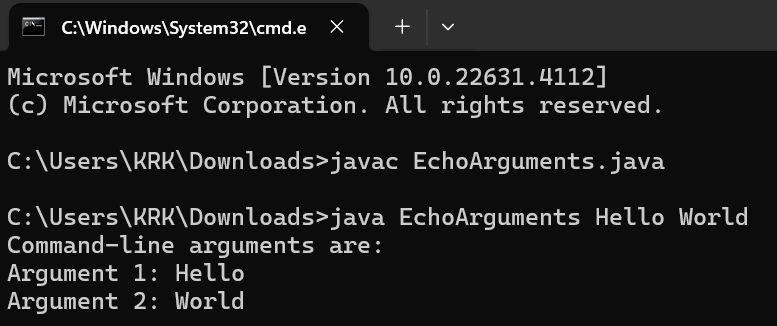 C:\Windows\System32\cmd.e
Microsoft Windows [Version 10.0.22631.4112]
(c) Microsoft Corporation. All rights reserved.
C:\Users\KRK\Downloads>javac EchoArguments.java
C:\Users\KRK\Downloads>java EchoArguments Hello World
Command-line arguments are:
Argument 1: Hello
Argument 2: World